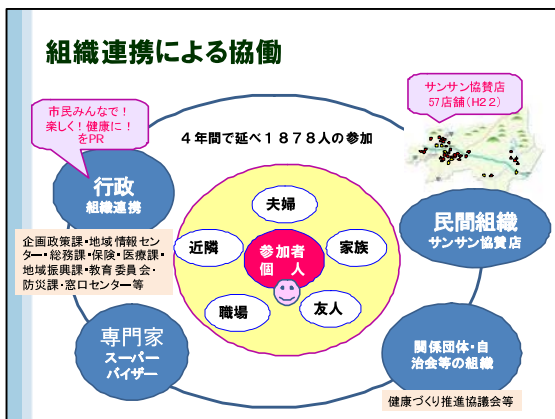 組織連携による協働
市民みんなで！
楽しく！健康に！
をPR
サンサン協賛店
57店舗(H22)
４年間で延べ１８７８人の参加
行政
組織連携
企画政策課・地域情報セン
ター・総務課・保険・医療課・
地域振興課・教育委員会・
防災課・窓口センター等
夫婦
近隣
参加者
個　人
家族
職場
友人
民間組織
サンサン協賛店
専門家
スーパー
バイザー
関係団体・自
治会等の組織
健康づくり推進協議会等